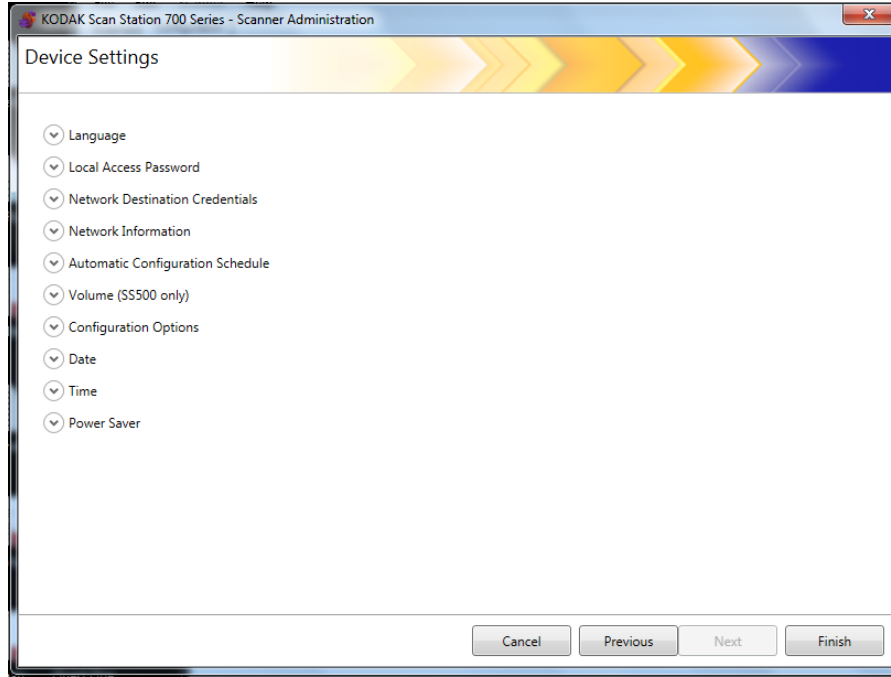 KODAK Scan Station 700 Series - Scanner Administration
Device Settings
Language
Local Access Password
Network Destination Credentials
Network Information
Automatic Configuration Schedule
Volume (SS500 only)
Configuration Options
Date
Time
Power Saver
Cancel Previous Next Finish